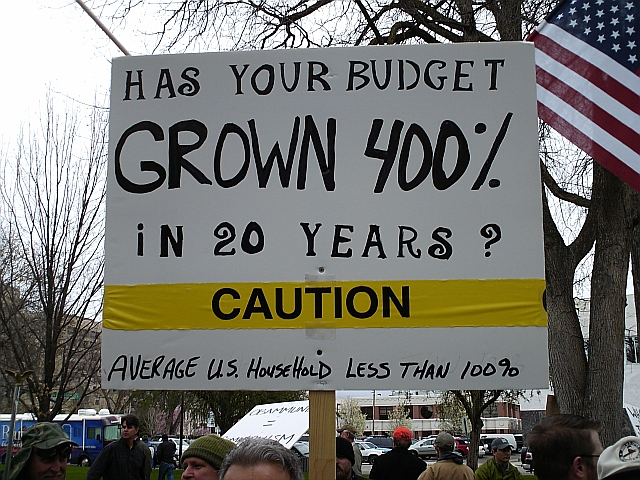 HAS YOUR BUDGET
GROWN 400%
iN 20 YEARS?
CAUTION
AVERAGE U.S. HOUSEHOLD LESS THAN 100%